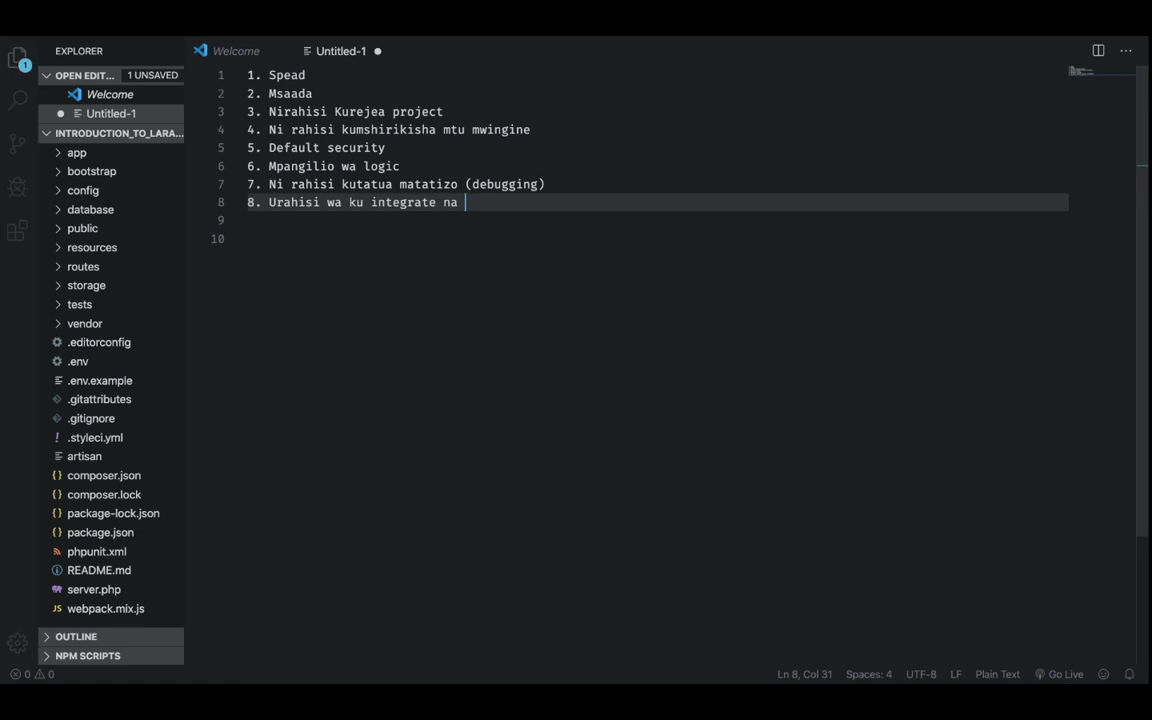 EXPLORER
Welcome
Untitled-1
OPEN EDIT... 1 UNSAVED
1
Welcome
Untitled-1
INTRODUCTION_TO_LARA...
app
bootstrap
config
database
public
resources
routes
storage
tests
vendor
.editorconfig
.env
.env.example
.gitattributes
.gitignore
! .styleci.yml
artisan
{} composer.json
{} composer.lock
{} package-lock.json
{} package.json
phpunit.xml
README.md
server.php
JS webpack.mix.js
OUTLINE
NPM SCRIPTS
1 1. Spead
2 2. Msaada
3 3. Nirahisi Kurejea project
4 4. Ni rahisi kumshirikisha mtu mwingine
5 5. Default security
6 6. Mpangilio wa logic
7 7. Ni rahisi kutatua matatizo (debugging)
8 8. Urahisi wa ku integrate na
9
10
0 0 Ln 8, Col 31 Spaces: 4 UTF-8 LF Plain Text Go Live